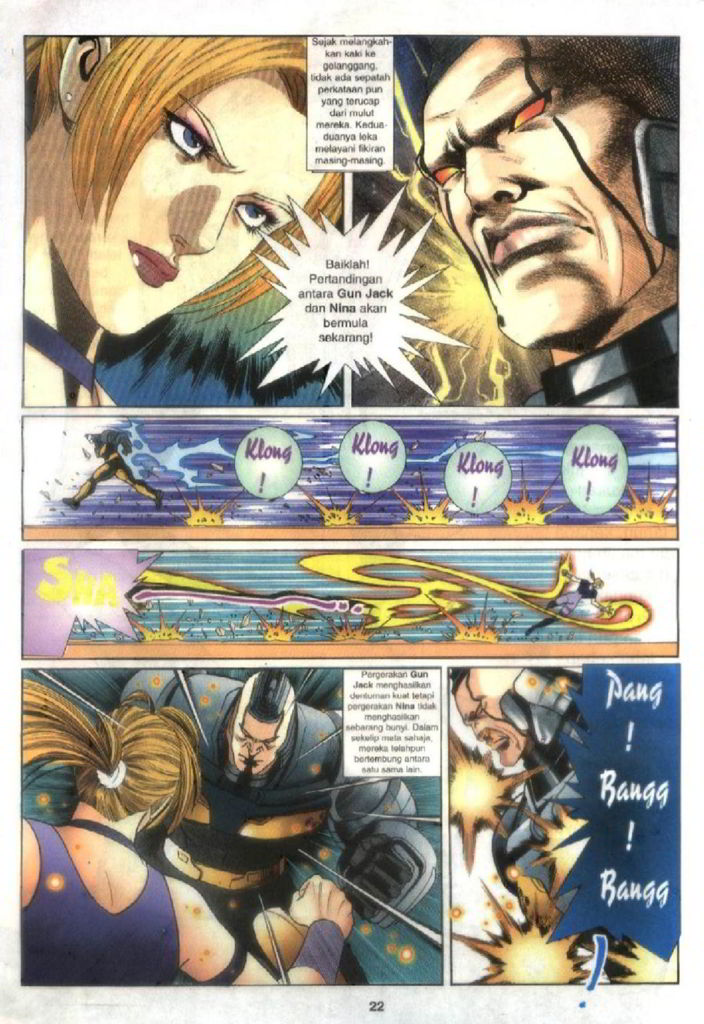 Sejak melangkah-
kan kaki ke
gelanggang,
tidak ada sepatah
perkataan pun
yang terucap
dari mulut
mereka. Kedua-
duanya leka
melayani fikiran
masing-masing.
Baiklah!
Pertandingan
antara Gun Jack
dan Nina akan
bermula
sekarang!
Klong
!
Klong
!
Klong
!
Klong
!
SHA
Pergerakan Gun
Jack menghasilkan
dentuman kuat tetapi
pergerakan Nina tidak
menghasilkan
sebarang bunyi. Dalam
sekelip mata sahaja,
mereka telahpun
bertembung antara
satu sama lain.
Pang
!
Bangg
!
Bangg
!
22